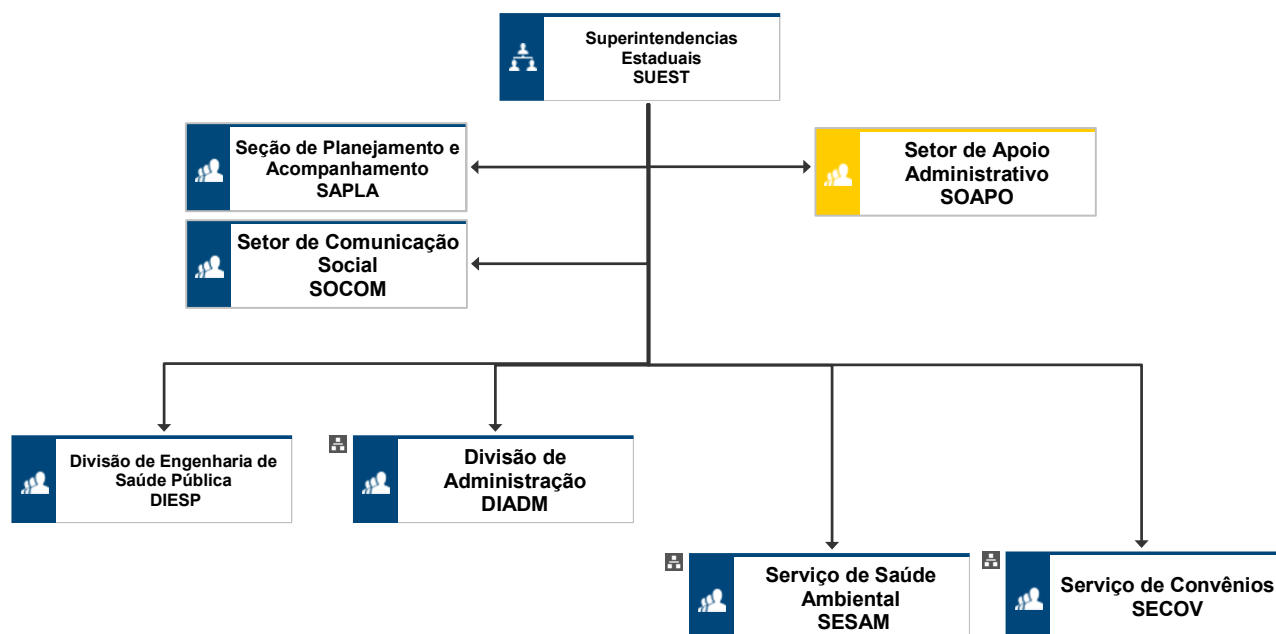 Superintendencias
Estaduais
SUEST
Seção de Planejamento e
Acompanhamento
SAPLA
Setor de Apoio
Administrativo
SOAPO
Setor de Comunicação
Social
SOCOM
Divisão de Engenharia de
Saúde Pública
DIESP
Divisão de
Administração
DIADM
Serviço de Saúde
Ambiental
SESAM
Serviço de Convênios
SECOV